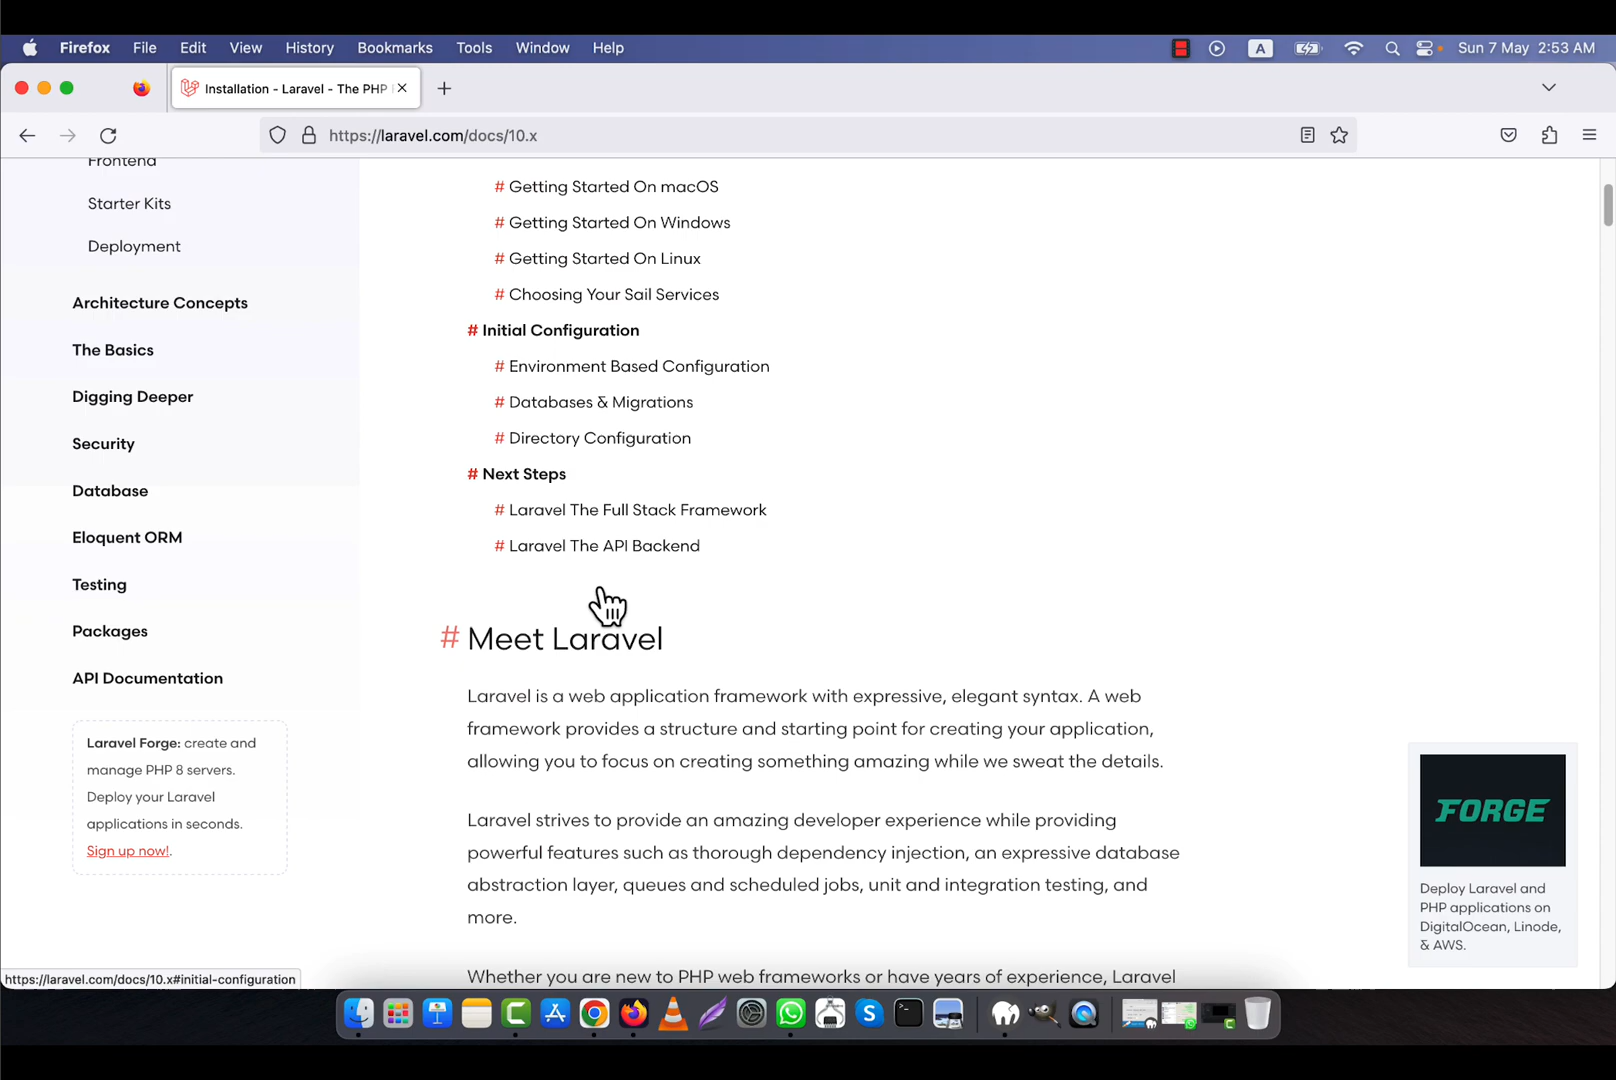 Firefox File Edit View History Bookmarks Tools Window Help
A
Sun 7 May 2:53 AM
Installation - Laravel - The PHP
https://laravel.com/docs/10.x
Frontend
Starter Kits
Deployment
Architecture Concepts
The Basics
Digging Deeper
Security
Database
Eloquent ORM
Testing
Packages
API Documentation
Laravel Forge: create and
manage PHP 8 servers.
Deploy your Laravel
applications in seconds.
Sign up now!.
# Getting Started On macOS
# Getting Started On Windows
# Getting Started On Linux
# Choosing Your Sail Services
# Initial Configuration
# Environment Based Configuration
# Databases & Migrations
# Directory Configuration
# Next Steps
# Laravel The Full Stack Framework
# Laravel The API Backend
# Meet Laravel
Laravel is a web application framework with expressive, elegant syntax. A web
framework provides a structure and starting point for creating your application,
allowing you to focus on creating something amazing while we sweat the details.
Laravel strives to provide an amazing developer experience while providing
powerful features such as thorough dependency injection, an expressive database
abstraction layer, queues and scheduled jobs, unit and integration testing, and
more.
Whether you are new to PHP web frameworks or have years of experience, Laravel
FORGE
Deploy Laravel and
PHP applications on
DigitalOcean, Linode,
& AWS.
https://laravel.com/docs/10.x#initial-configuration